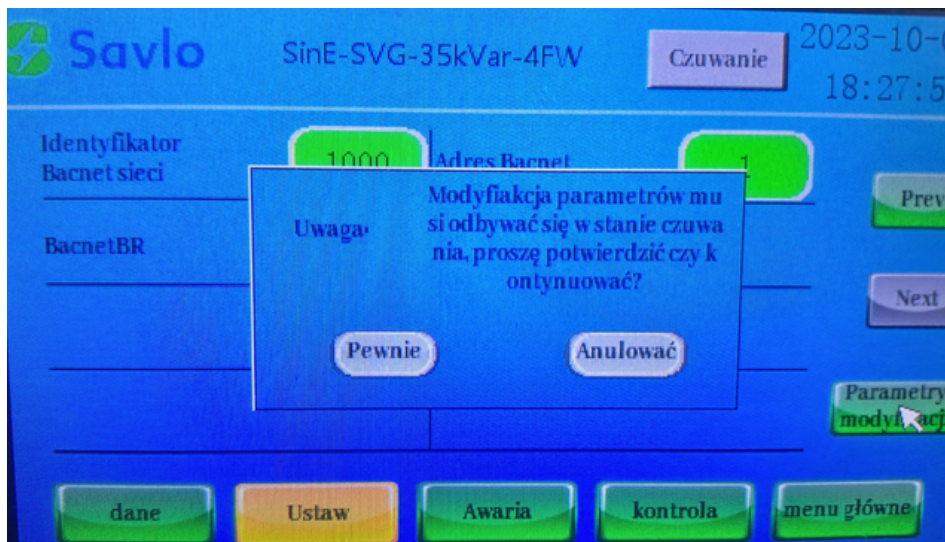 Savlo
SinE-SVG-35kVar-4FW
Czuwanie
2023-10-
18:27:5
Identyfikator
Bacnet sieci
1000
Adres Bacnet
1
Prev
BacnetBR
Uwaga:
Modyfiakcja parametrów mu
si odbywać się w stanie czuwa
nia, proszę potwierdzić czy k
ontynuować?
Next
Pewnie
Anulować
Parametry
dane
Ustaw
Awaria
kontrola
menu główne